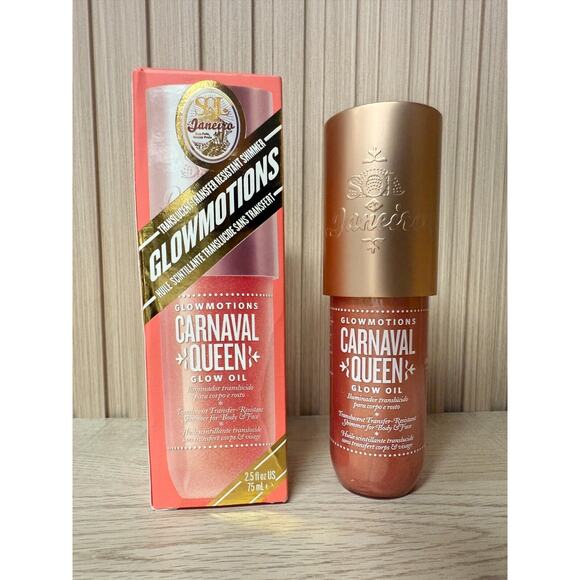 SOL
de
Janeiro
TRANSLUCENT TRANSFER RESISTANT SHIMMER
GLOWMOTIONS
HUILE SCINTILLANTE TRANSLUCIDE SANS TRANSFERT
GLOWMOTIONS
CARNAVAL
QUEEN
GLOW OIL
Iluminador translúcido
para corpo e rosto
Translucent Transfer-Resistant
Shimmer for Body & Face
Huile scintillante translucide
sans transfert corps & visage
2.5 fl oz US
75 mL e
SOL
de
Janeiro
GLOWMOTIONS
CARNAVAL
QUEEN
GLOW OIL
Iluminador translúcido
para corpo e rosto
Translucent Transfer-Resistant
Shimmer for Body & Face
Huile scintillante translucide
sans transfert corps & visage